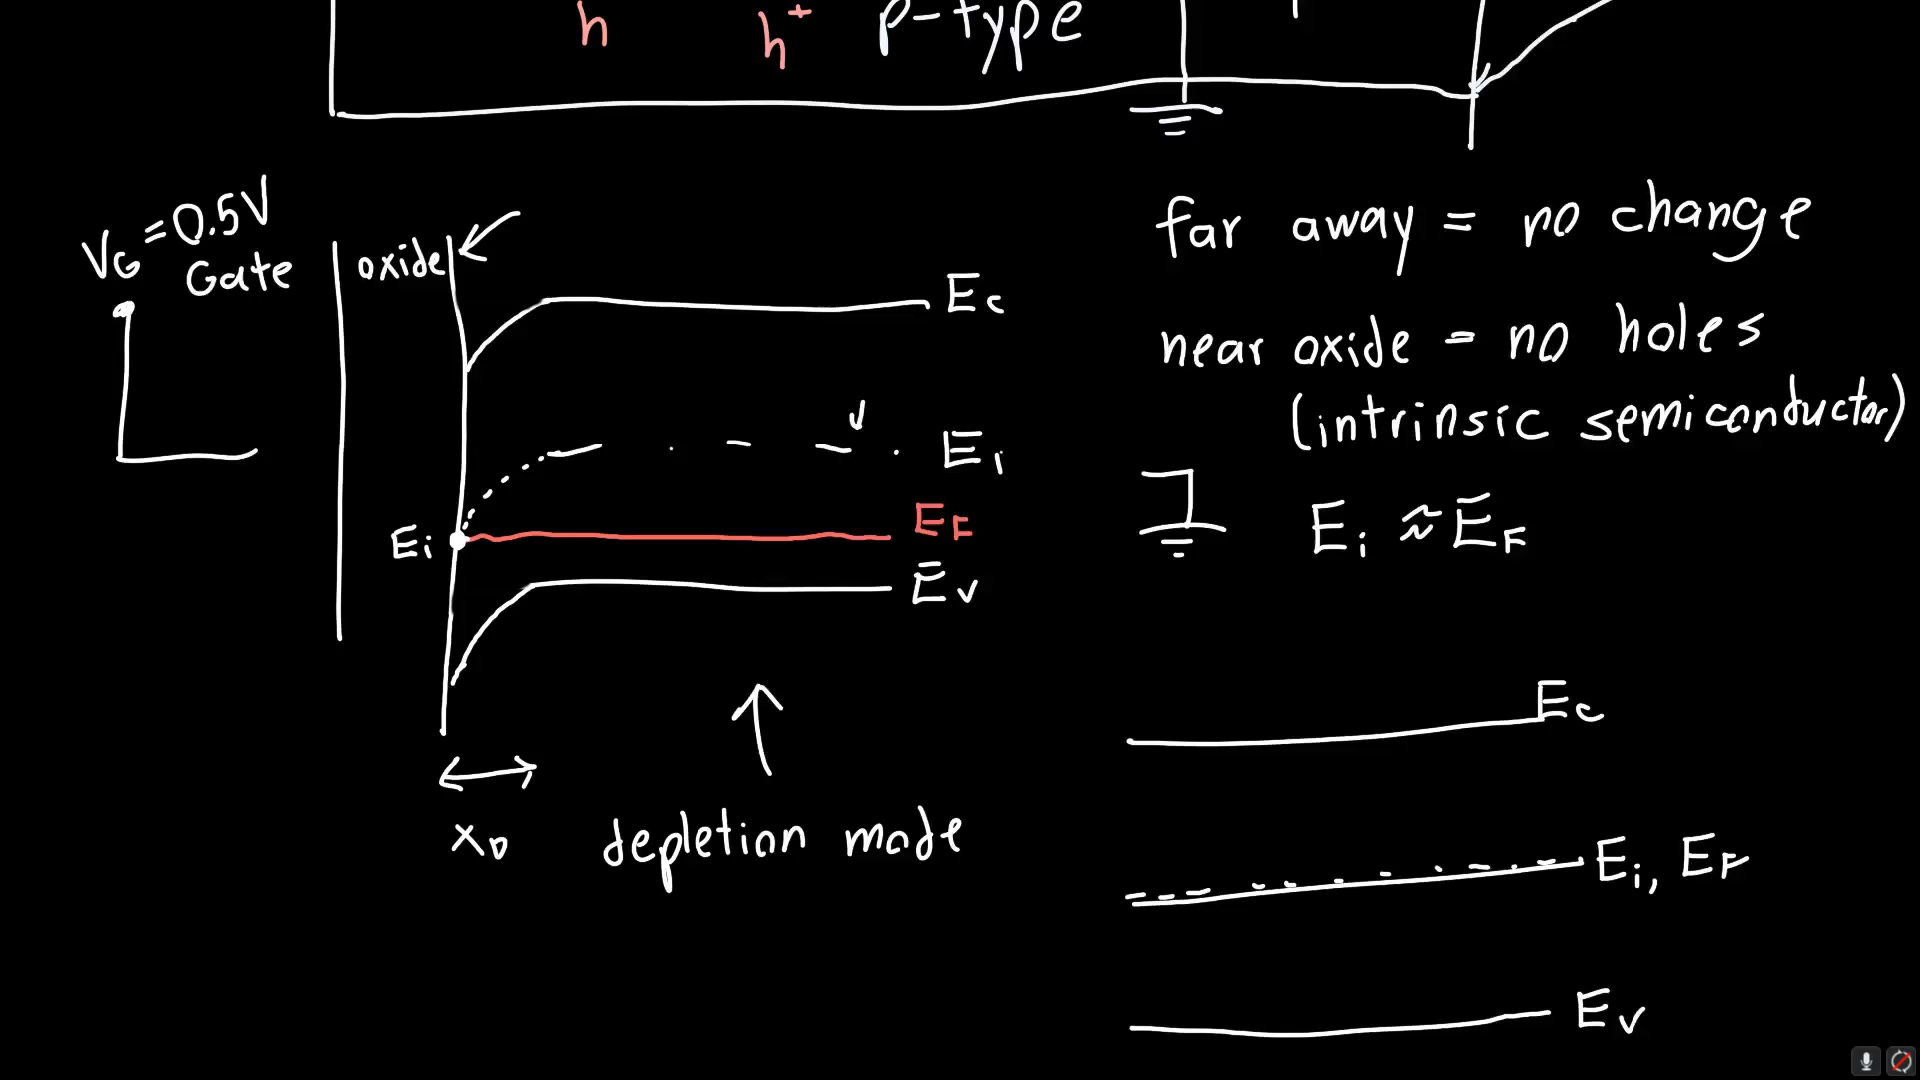 h h⁺ p-type
V_G = 0.5V
Gate
oxide
E_c
E_i
E_F
E_i
E_v
x_D
depletion mode
far away = no change
near oxide = no holes
(intrinsic semiconductor)
E_i ≈ E_F
E_c
E_i, E_F
E_v